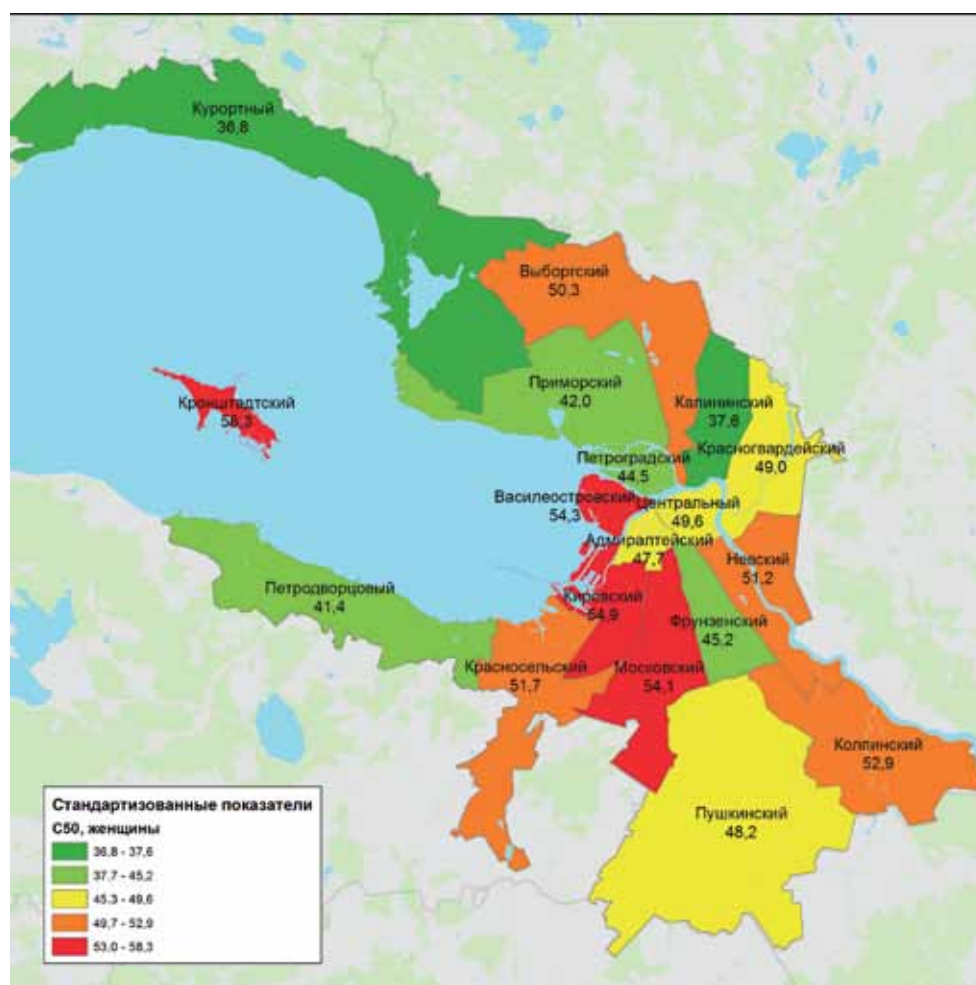 Курортный
36,8
Выборгский
50,3
Приморский
42,0
Калининский
37,6
Кронштадтский
58,3
Красногвардейский
49,0
Петроградский
44,5
Василеостровский
54,3
Центральный
49,6
Адмиралтейский
47,7
Невский
51,2
Петродворцовый
41,4
Кировский
54,9
Фрунзенский
45,2
Красносельский
51,7
Московский
54,1
Колпинский
52,9
Пушкинский
48,2
Стандартизованные показатели
C50, женщины
36,8 - 37,6
37,7 - 45,2
45,3 - 49,6
49,7 - 52,9
53,0 - 58,3